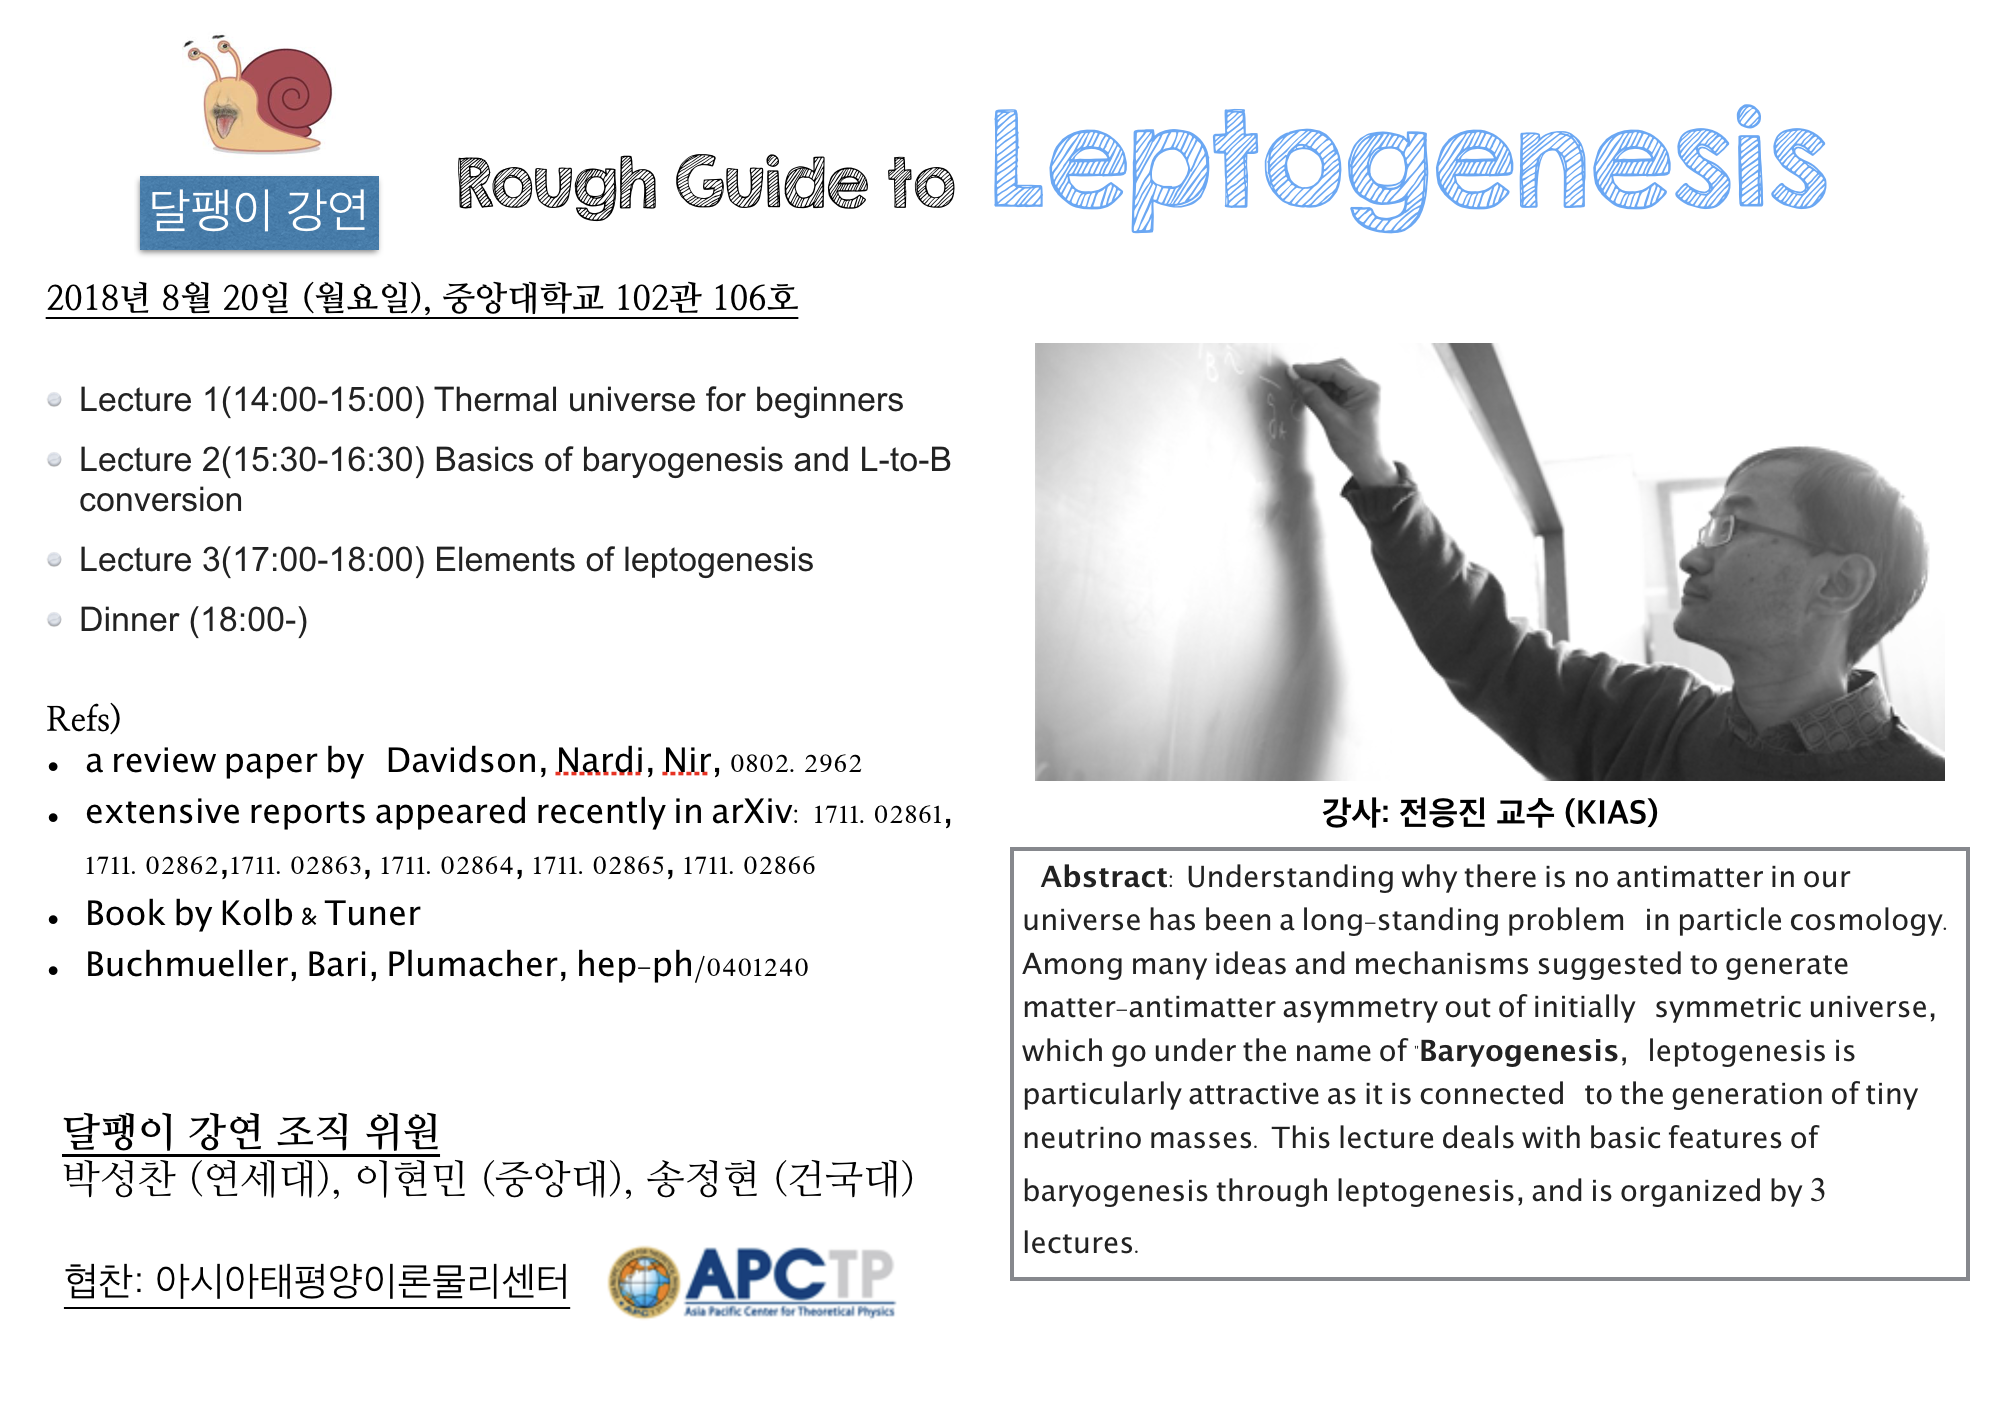 달팽이 강연
Rough Guide to Leptogenesis
2018년 8월 20일 (월요일), 중앙대학교 102관 106호
Lecture 1(14:00-15:00) Thermal universe for beginners
Lecture 2(15:30-16:30) Basics of baryogenesis and L-to-B
conversion
Lecture 3(17:00-18:00) Elements of leptogenesis
Dinner (18:00-)
Refs)
• a review paper by Davidson, Nardi, Nir, 0802. 2962
• extensive reports appeared recently in arXiv: 1711. 02861,
1711. 02862,1711. 02863, 1711. 02864, 1711. 02865, 1711. 02866
• Book by Kolb & Tuner
• Buchmueller, Bari, Plumacher, hep-ph/0401240
달팽이 강연 조직 위원
박성찬 (연세대), 이현민 (중앙대), 송정현 (건국대)
협찬: 아시아태평양이론물리센터
APCTP
Asia Pacific Center for Theoretical Physics
강사: 전응진 교수 (KIAS)
Abstract: Understanding why there is no antimatter in our
universe has been a long-standing problem in particle cosmology.
Among many ideas and mechanisms suggested to generate
matter-antimatter asymmetry out of initially symmetric universe,
which go under the name of "Baryogenesis, leptogenesis is
particularly attractive as it is connected to the generation of tiny
neutrino masses. This lecture deals with basic features of
baryogenesis through leptogenesis, and is organized by 3
lectures.